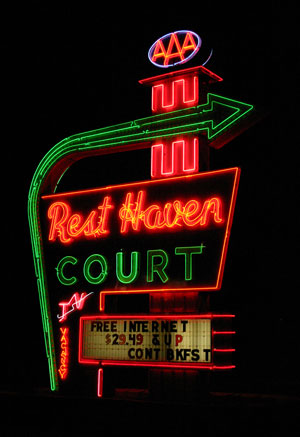 AAA
Rest Haven
COURT
TV
VACANCY
FREE INTERNET
$29.49 & UP
CONT BKFST